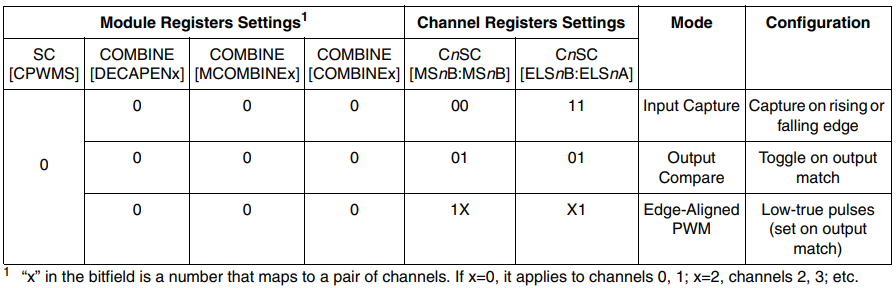 Module Registers Settings1 Channel Registers Settings Mode Configuration
SC COMBINE COMBINE COMBINE CnSC CnSC
[CPWMS] [DECAPENx] [MCOMBINEx] [COMBINEx] [MSnB:MSnB] [ELSnB:ELSnA]
0 0 0 0 00 11 Input Capture Capture on rising or
falling edge
0 0 0 01 01 Output Toggle on output
Compare match
0 0 0 1X X1 Edge-Aligned Low-true pulses
PWM (set on output
match)
1 "x" in the bitfield is a number that maps to a pair of channels. If x=0, it applies to channels 0, 1; x=2, channels 2, 3; etc.